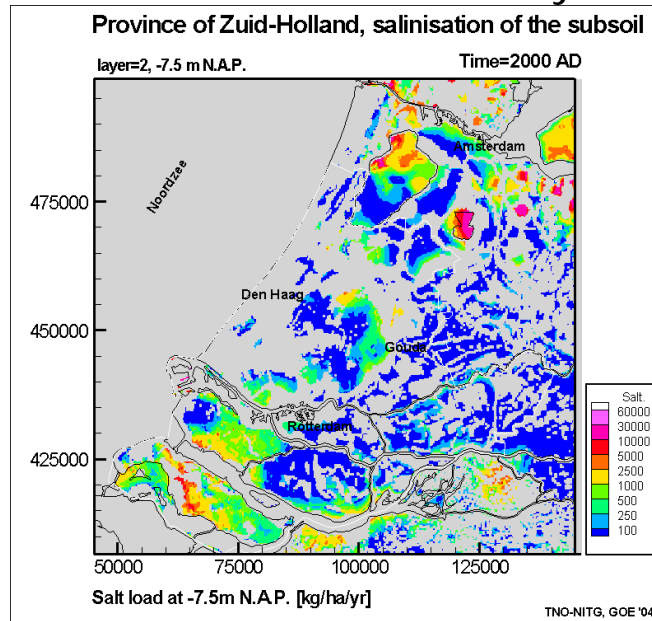 Province of Zuid-Holland, salinisation of the subsoil
layer=2, -7.5 m N.A.P.
Time=2000 AD
Noordzee
Amsterdam
475000
Den Haag
450000
Gouda
Rotterdam
425000
Salt.
60000
30000
10000
5000
2500
1000
500
250
100
50000
75000
100000
125000
Salt load at -7.5m N.A.P. [kg/ha/yr]
TNO-NITG, GOE '04